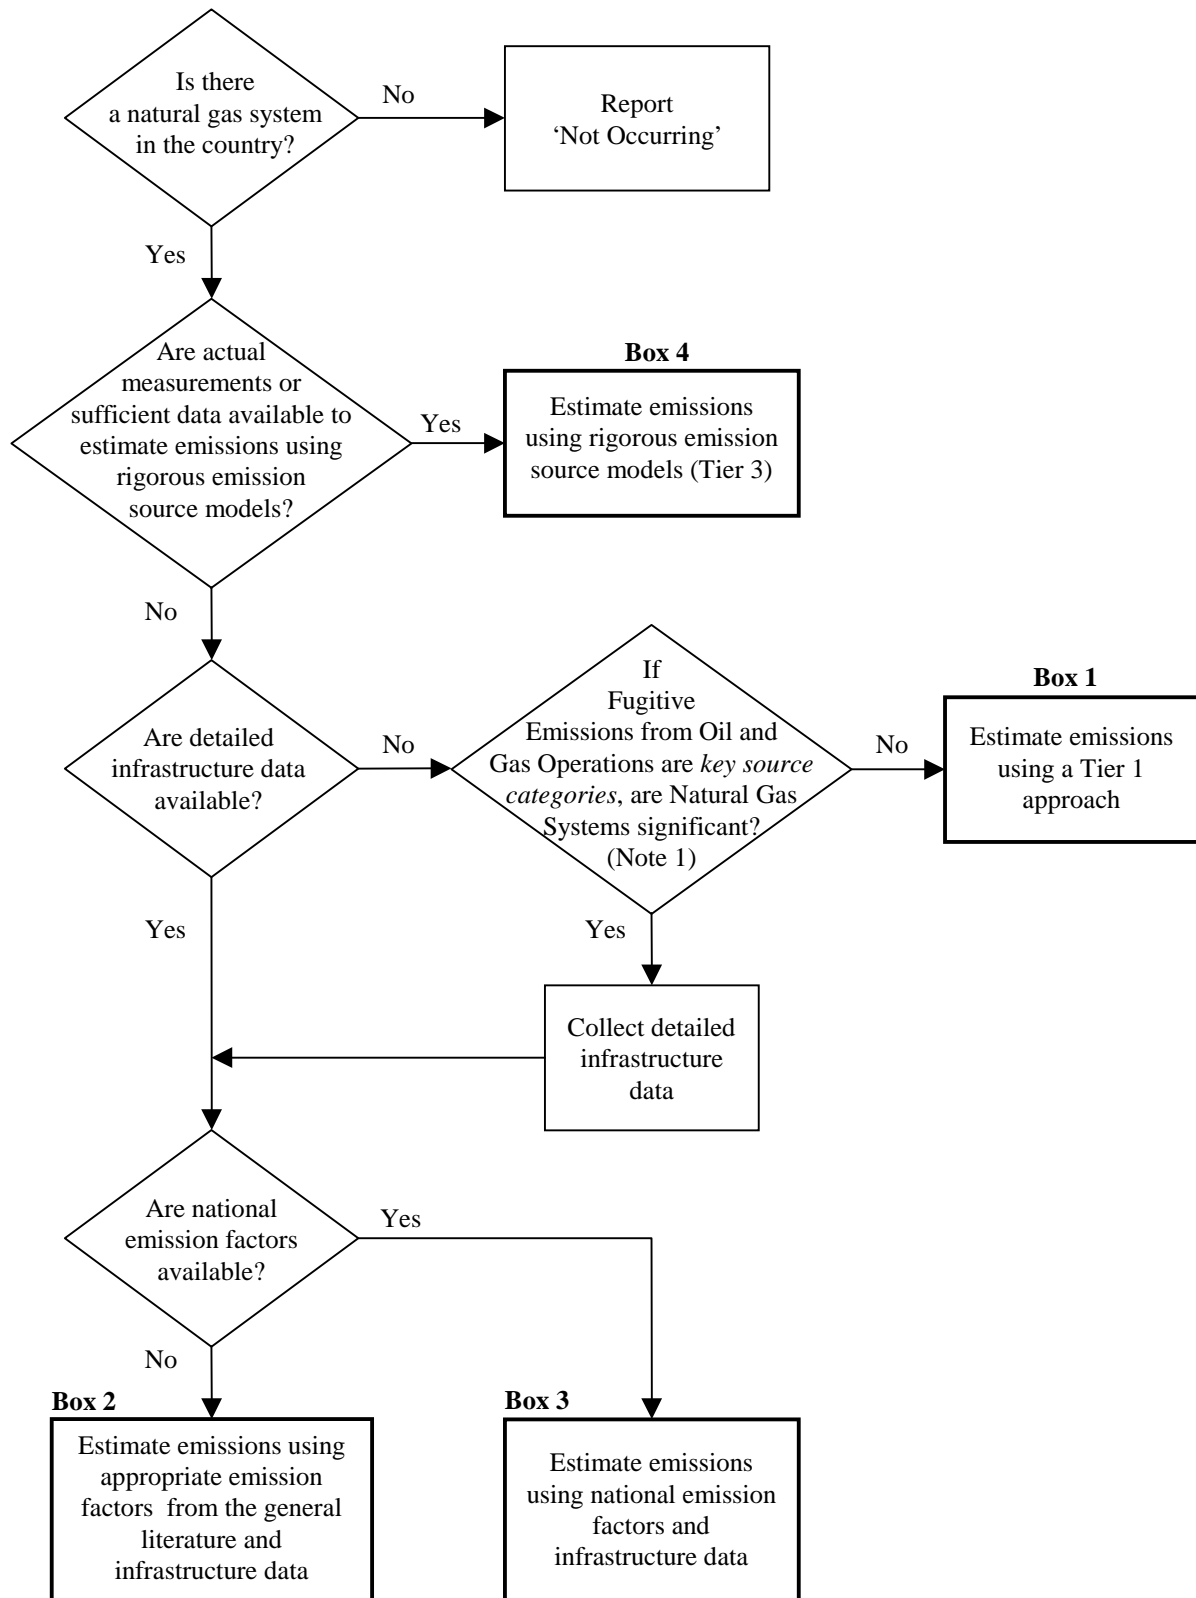 Is there
a natural gas system
in the country?
No
Report
‘Not Occurring’
Yes
Are actual
measurements or
sufficient data available to
estimate emissions using
rigorous emission
source models?
Yes
Box 4
Estimate emissions
using rigorous emission
source models (Tier 3)
No
Are detailed
infrastructure data
available?
No
If
Fugitive
Emissions from Oil and
Gas Operations are key source
categories, are Natural Gas
Systems significant?
(Note 1)
No
Box 1
Estimate emissions
using a Tier 1
approach
Yes
Yes
Collect detailed
infrastructure
data
Are national
emission factors
available?
Yes
No
Box 2
Estimate emissions using
appropriate emission
factors from the general
literature and
infrastructure data
Box 3
Estimate emissions
using national emission
factors and
infrastructure data